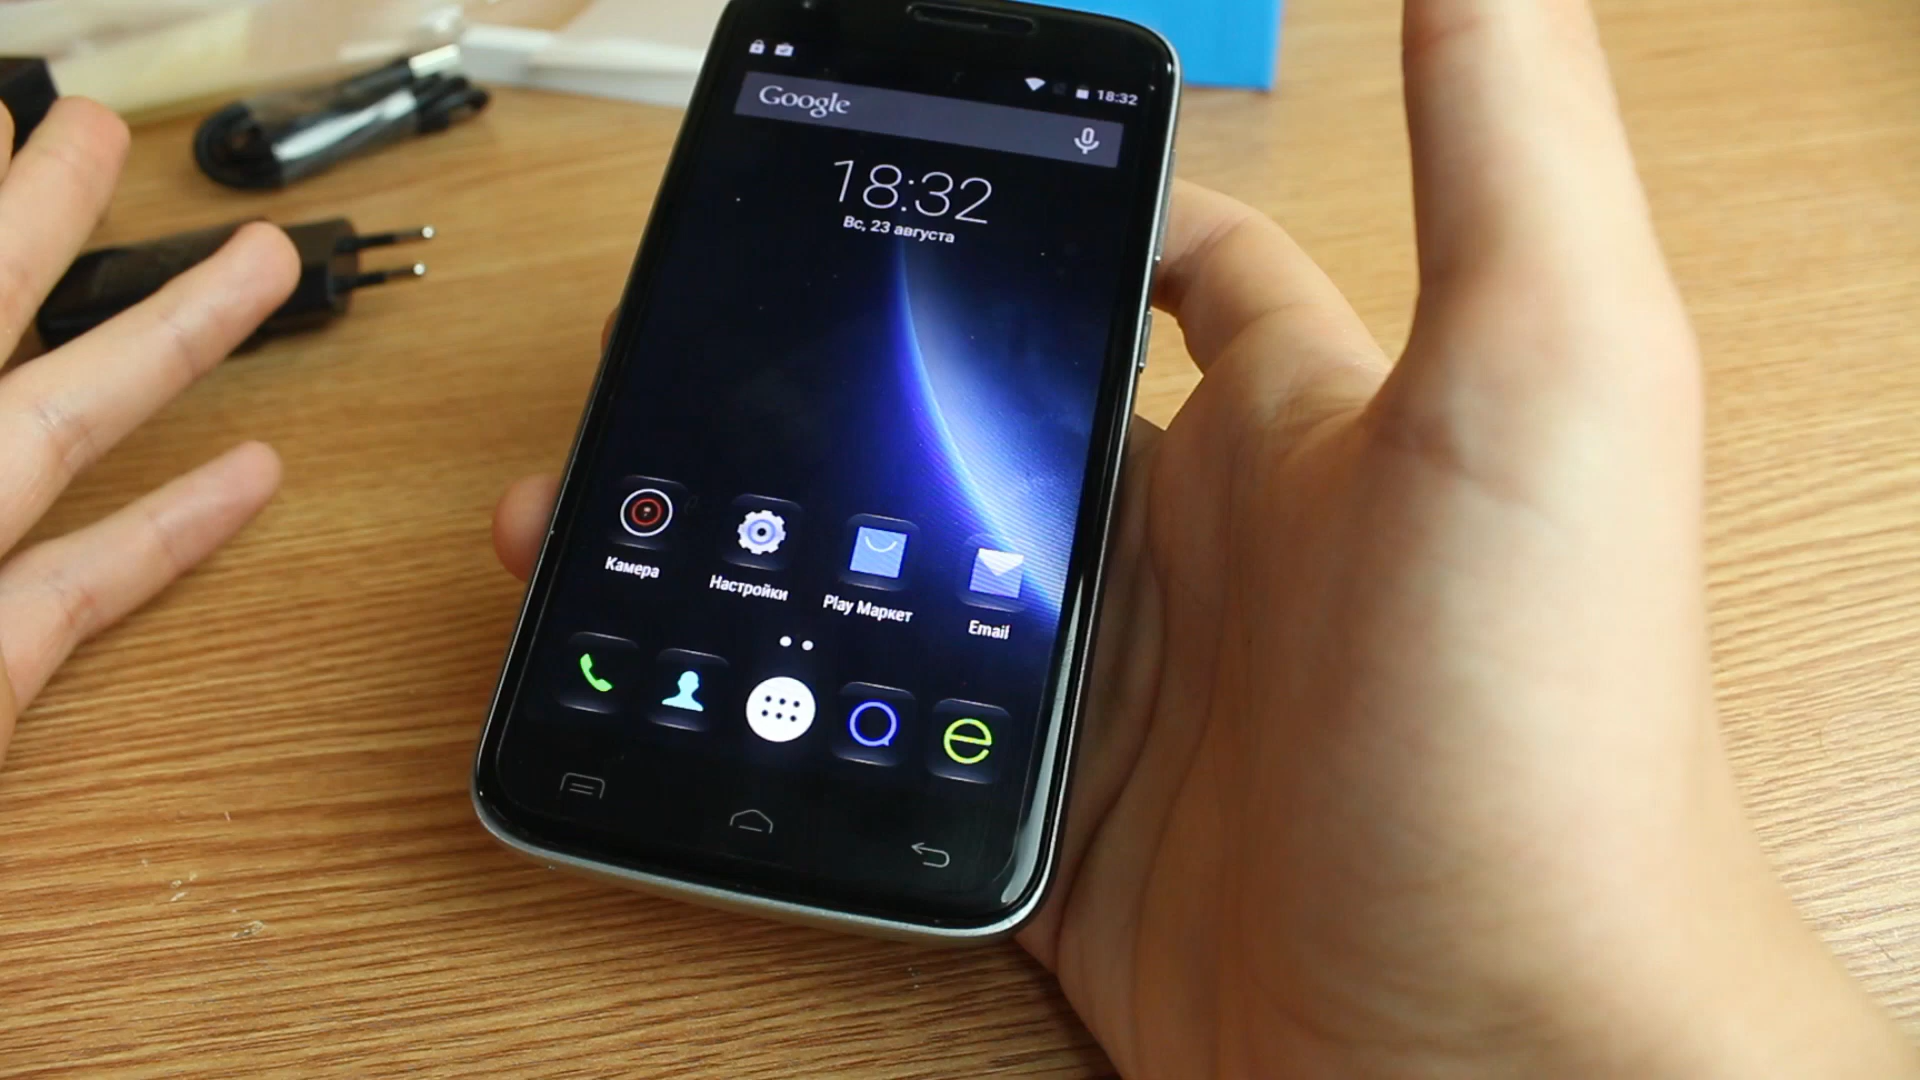 18:32
Google
18:32
Вс, 23 августа
Камера
Настройки
Play Маркет
Email